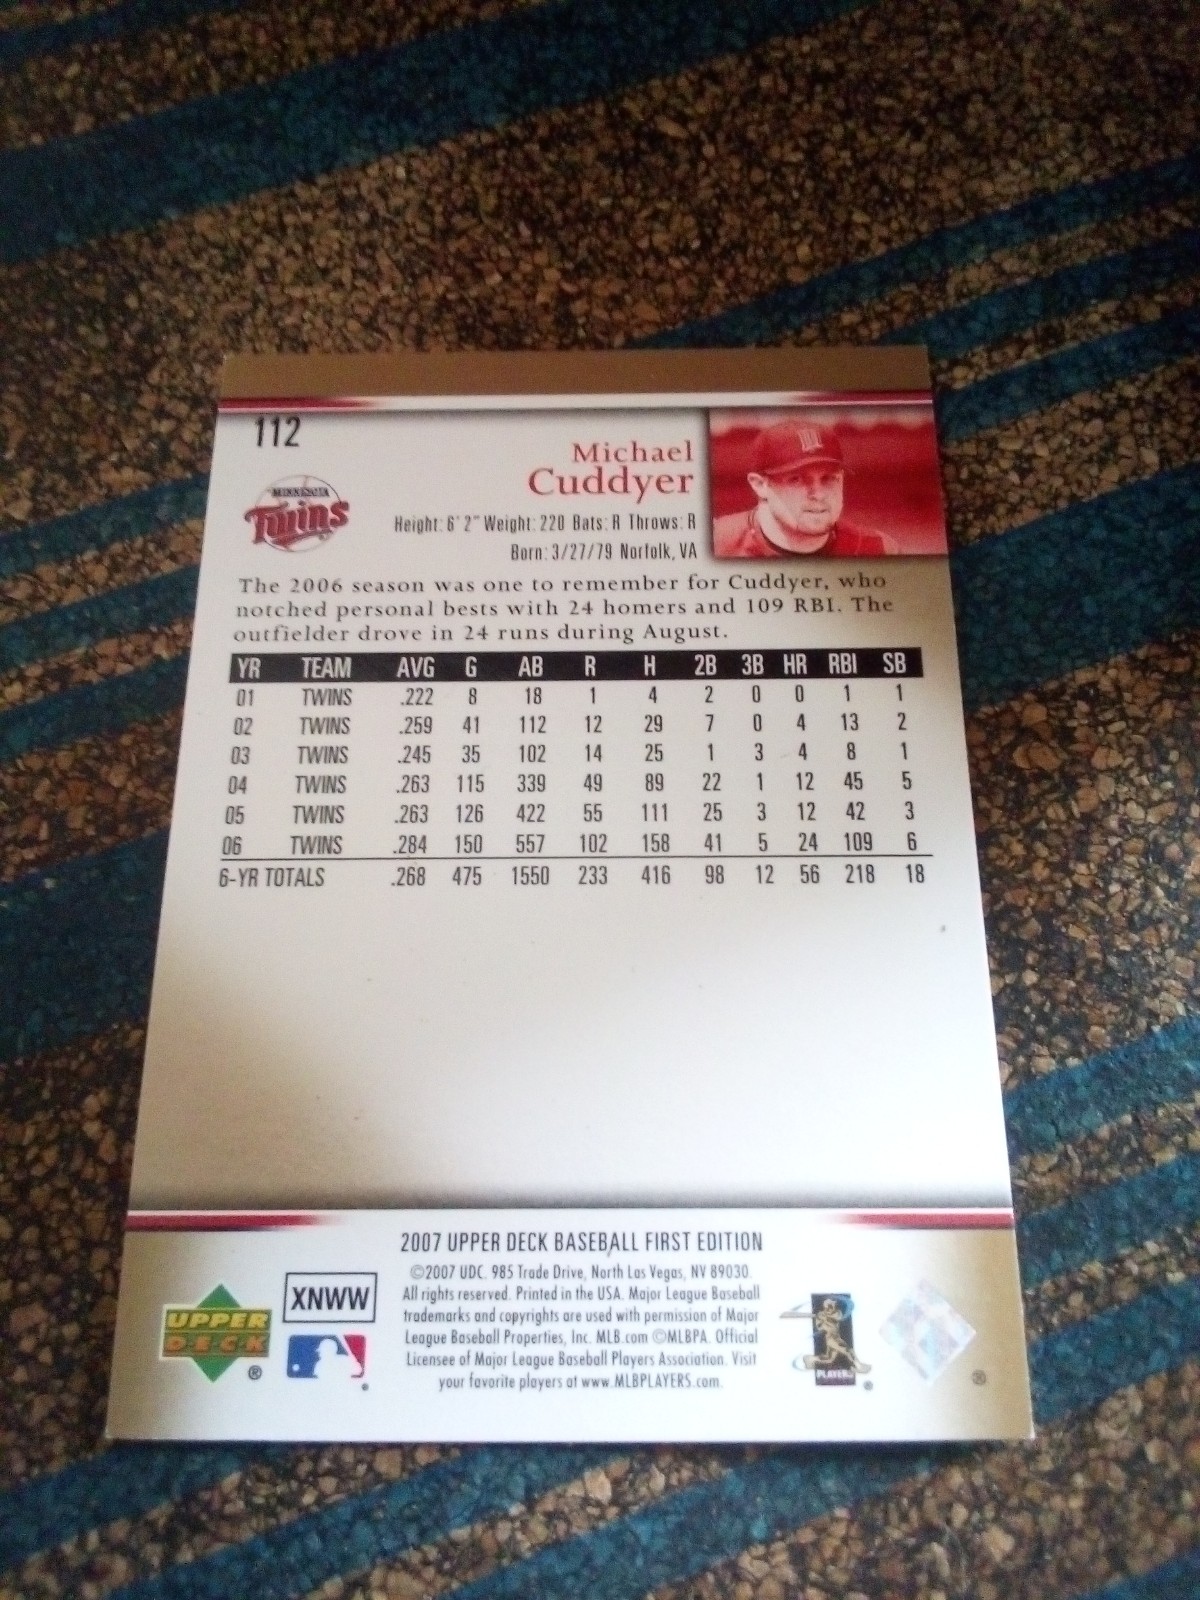 112
Michael
Cuddyer
MINNESOTA
Twins
Height: 6' 2" Weight: 220 Bats: R Throws: R
Born: 3/27/79 Norfolk, VA
The 2006 season was one to remember for Cuddyer, who
notched personal bests with 24 homers and 109 RBI. The
outfielder drove in 24 runs during August.
YR TEAM AVG G AB R H 2B 3B HR RBI SB
01 TWINS .222 8 18 1 4 2 0 0 1 1
02 TWINS .259 41 112 12 29 7 0 4 13 2
03 TWINS .245 35 102 14 25 1 3 4 8 1
04 TWINS .263 115 339 49 89 22 1 12 45 5
05 TWINS .263 126 422 55 111 25 3 12 42 3
06 TWINS .284 150 557 102 158 41 5 24 109 6
6-YR TOTALS .268 475 1550 233 416 98 12 56 218 18
2007 UPPER DECK BASEBALL FIRST EDITION
©2007 UDC. 985 Trade Drive, North Las Vegas, NV 89030.
All rights reserved. Printed in the USA. Major League Baseball
trademarks and copyrights are used with permission of Major
League Baseball Properties, Inc. MLB.com ©MLBPA. Official
Licensee of Major League Baseball Players Association. Visit
your favorite players at www.MLBPLAYERS.com.
XNWW
UPPER
DECK
®
PLAYERS
®
®